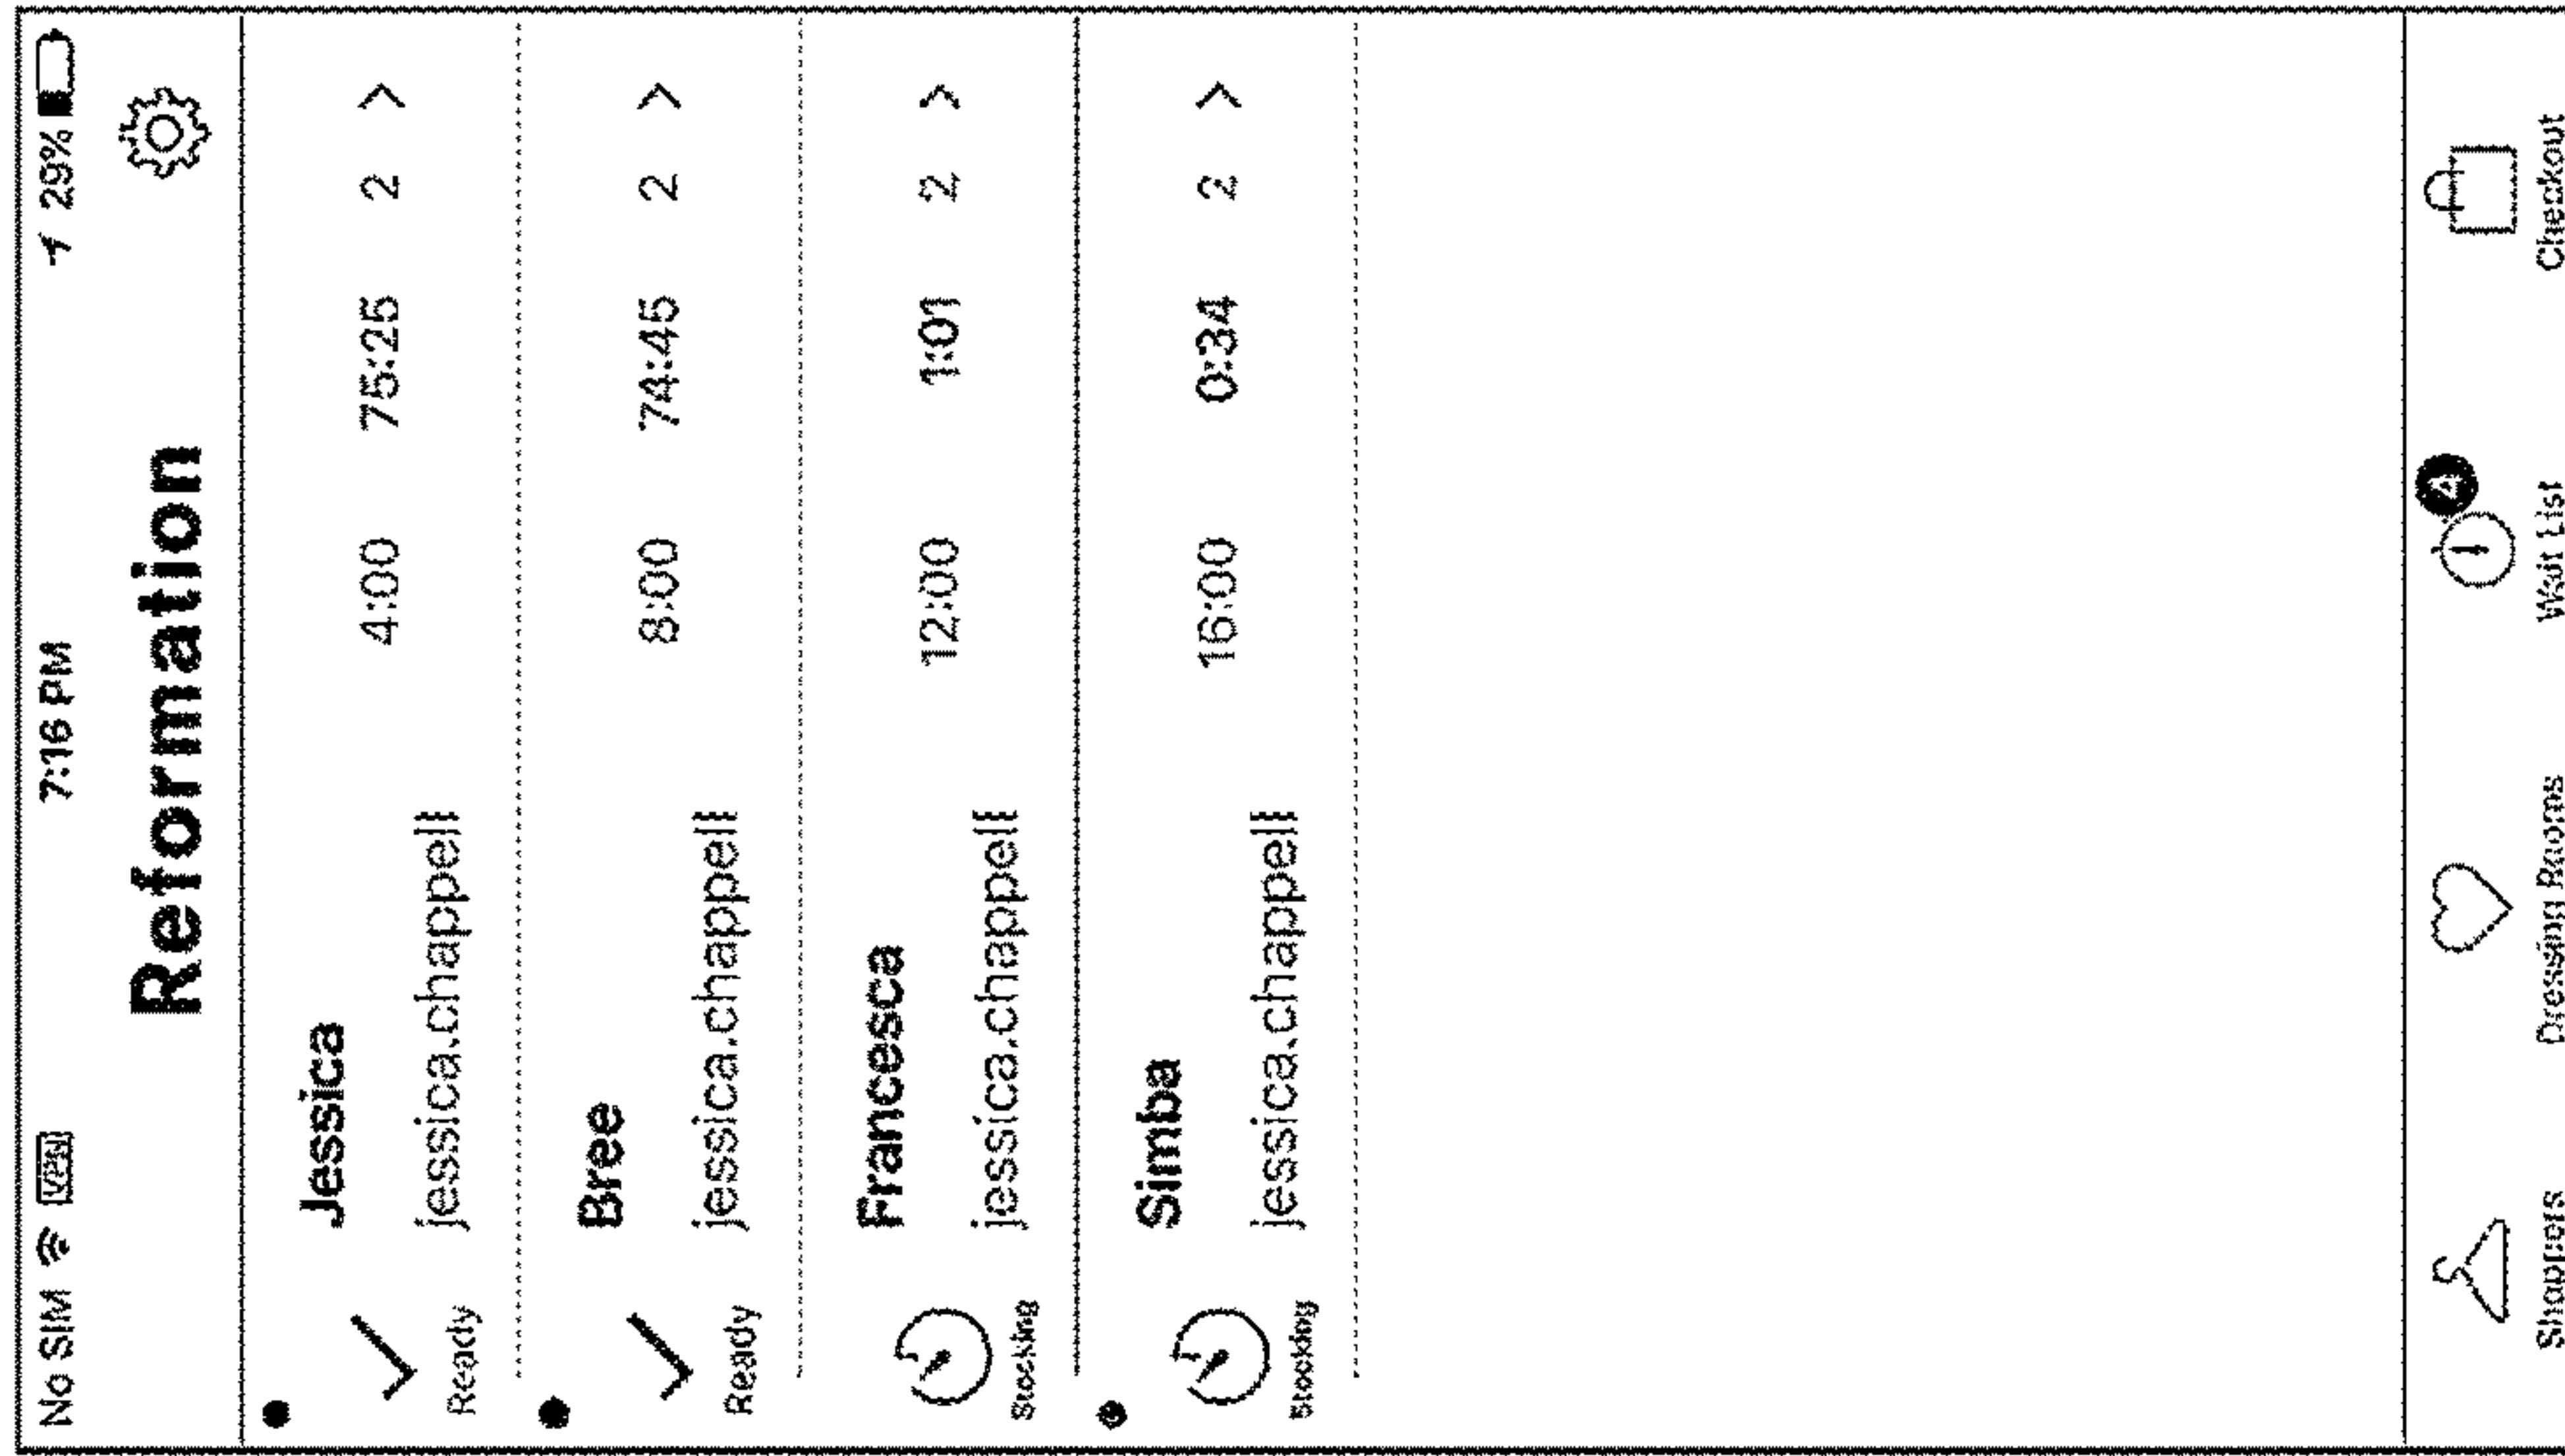 No SIM VPN 7:16 PM 29%
Reformation
Jessica
jessica.chappell
Ready
4:00 75:25 2 >
Bree
jessica.chappell
Ready
8:00 74:45 2 >
Francesca
jessica.chappell
Stocking
12:00 1:01 2 >
Simba
jessica.chappell
Stocking
16:00 0:34 2 >
4
Shoppers Dressing Rooms Wait List Checkout